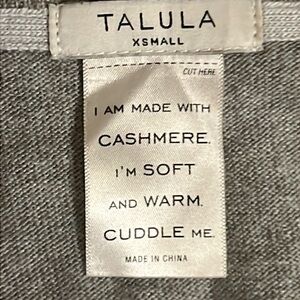 TALULA
XSMALL
CUT HERE
I AM MADE WITH
CASHMERE.
I'M SOFT
AND WARM.
CUDDLE ME.
MADE IN CHINA